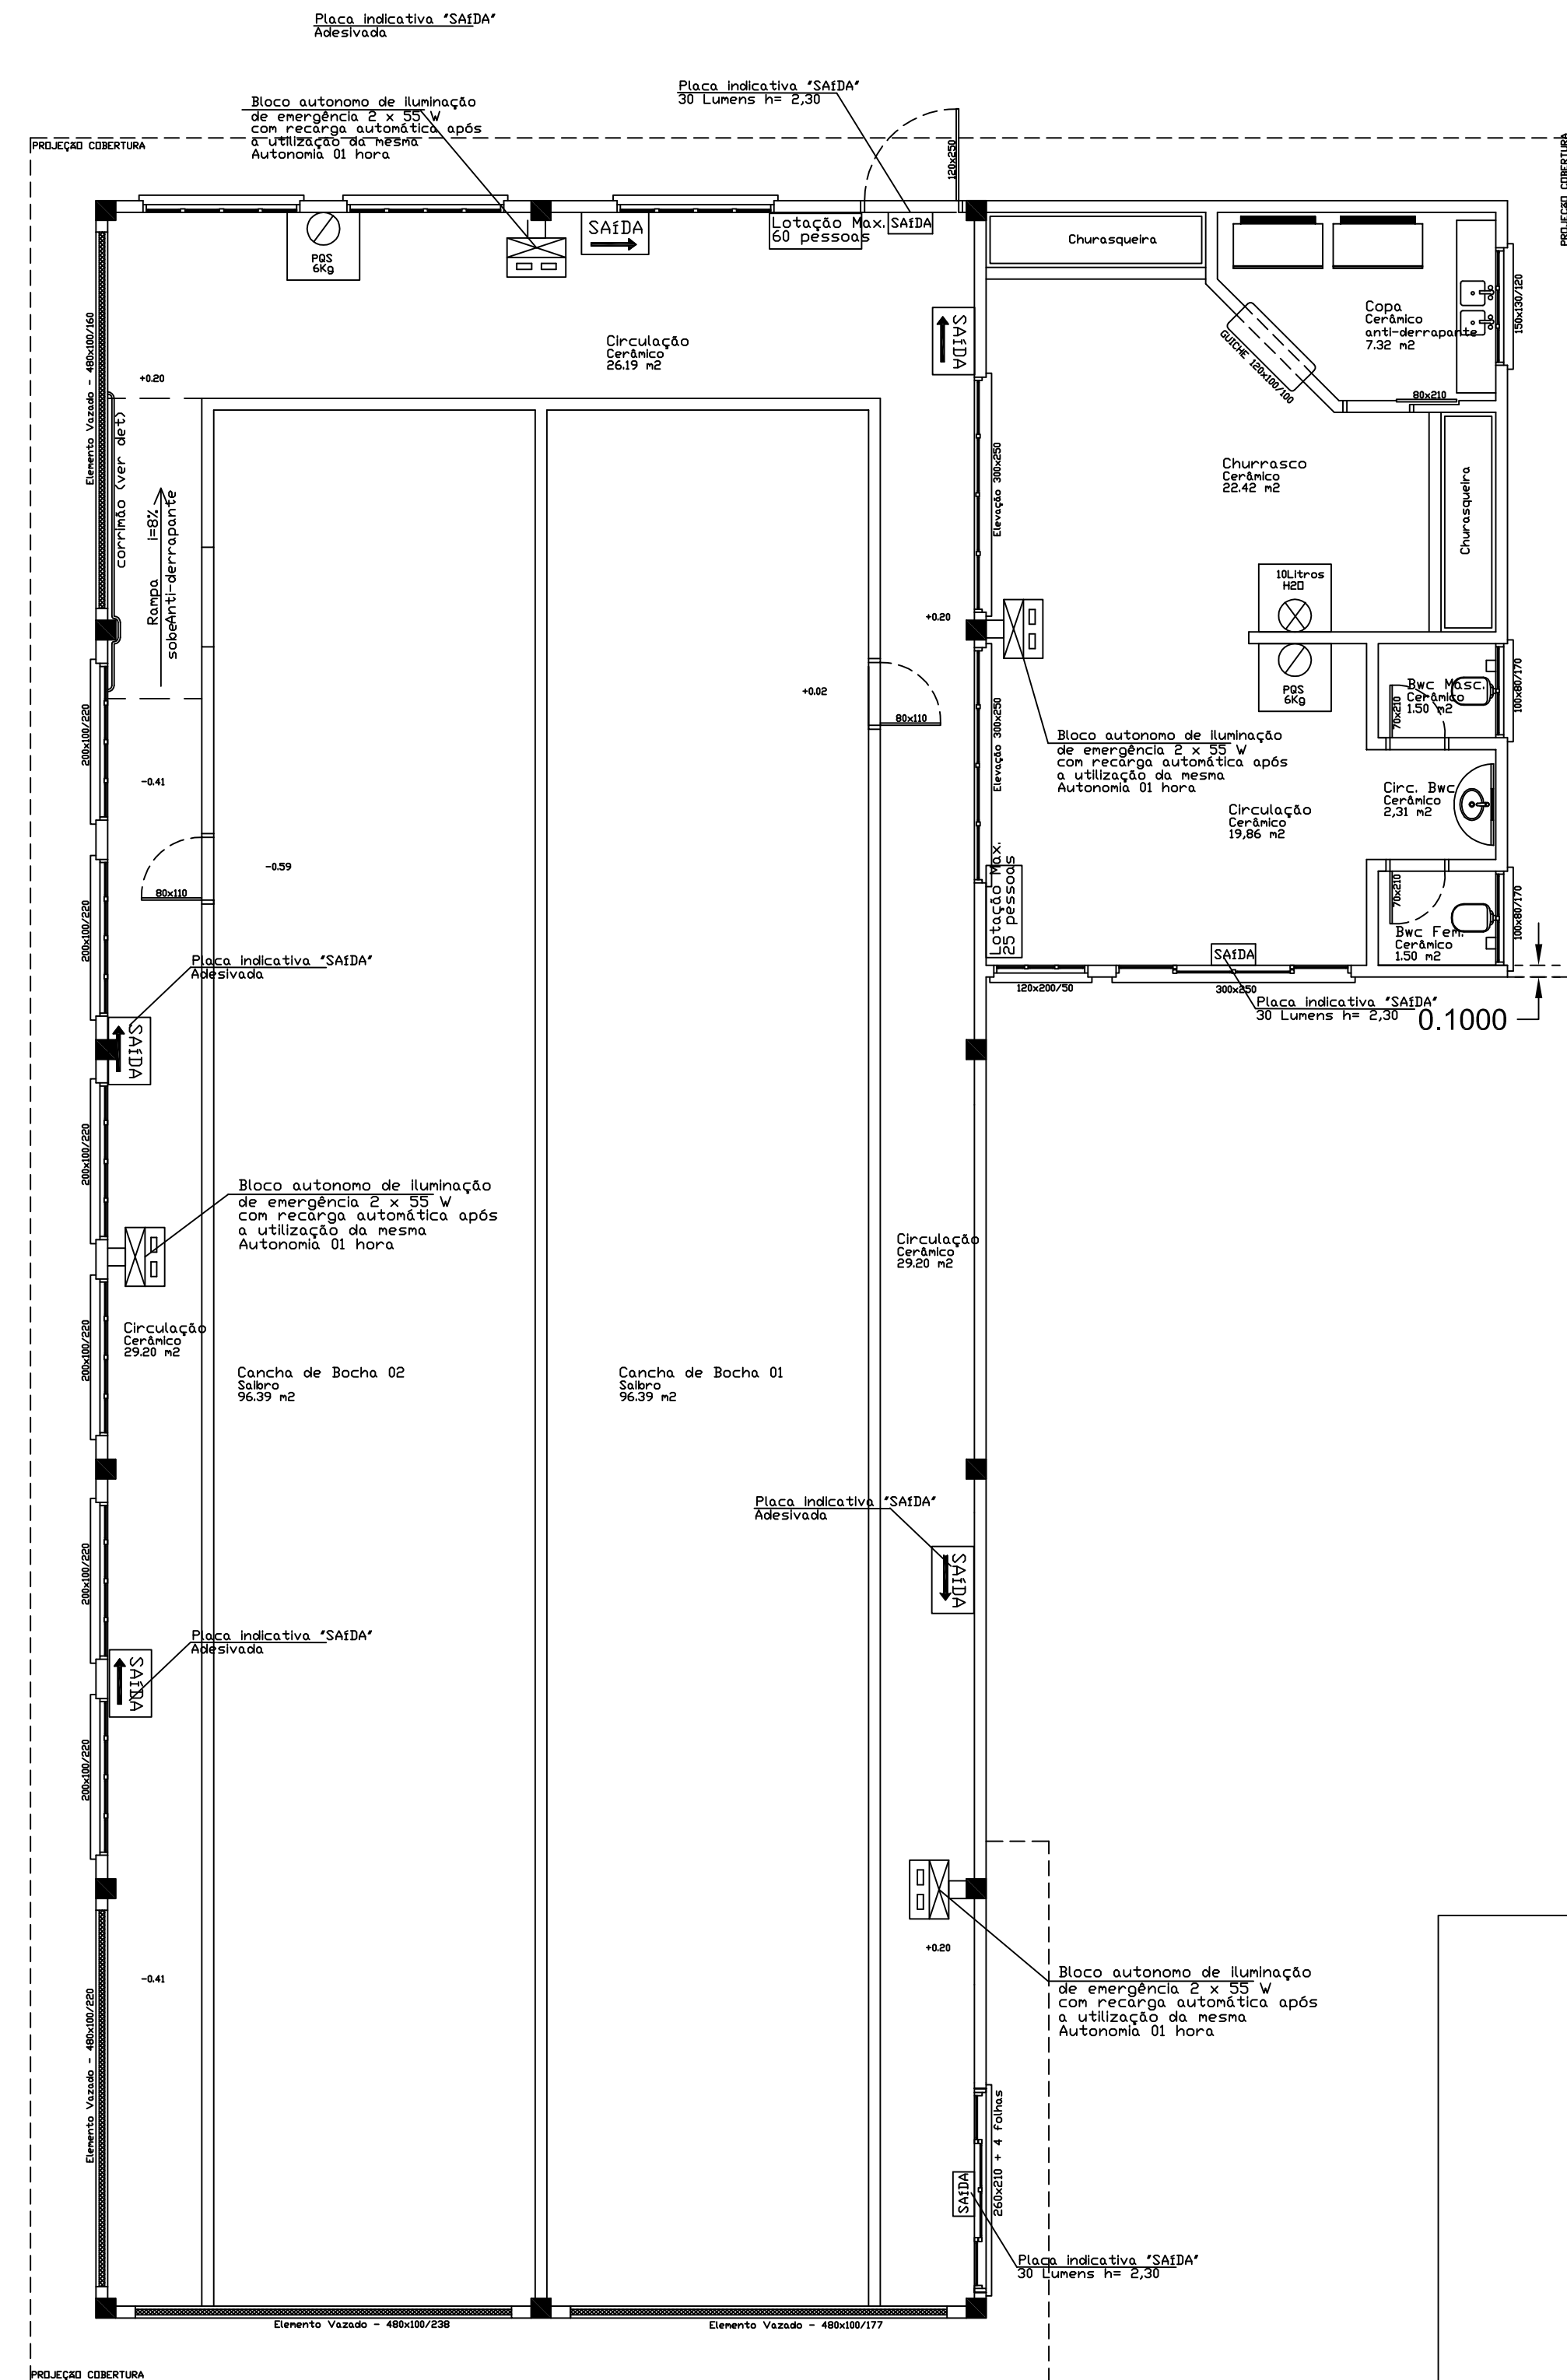 Placa indicativa "SAÍDA"
Adesivada
Bloco autonomo de iluminação
de emergência 2 x 55 W
com recarga automática após
a utilização da mesma
Autonomia 01 hora
Placa indicativa "SAÍDA"
30 Lumens h= 2,30
PROJEÇÃO COBERTURA
PROJEÇÃO COBERTURA
120x250
PQS
6Kg
SAÍDA
Lotação Max.
60 pessoas
SAÍDA
Churasqueira
Copa
Cerâmico
anti-derrapante
7.32 m2
150x130/120
SAÍDA
Circulação
Cerâmico
26.19 m2
GUICHE 120x100/100
80x210
Elemento Vazado - 480x100/160
+0.20
corrimão (ver det)
Rampa i=8%
sobe
Anti-derrapante
Elevação 300x250
Churrasco
Cerâmico
22.42 m2
Churasqueira
10Litros
H2O
+0.20
PQS
6Kg
Bwc Masc.
Cerâmico
1.50 m2
70x210
100x80/170
+0.02
80x110
200x100/220
Elevação 300x250
Bloco autonomo de iluminação
de emergência 2 x 55 W
com recarga automática após
a utilização da mesma
Autonomia 01 hora
-0.41
Circ. Bwc
Cerâmico
2,31 m2
Circulação
Cerâmico
19,86 m2
-0.59
80x110
Lotação Max.
25 pessoas
70x210
100x80/170
Bwc Fem.
Cerâmico
1.50 m2
200x100/220
Placa indicativa "SAÍDA"
Adesivada
SAÍDA
120x200/50
300x250
Placa indicativa "SAÍDA"
30 Lumens h= 2,30
0.1000
SAÍDA
200x100/220
Bloco autonomo de iluminação
de emergência 2 x 55 W
com recarga automática após
a utilização da mesma
Autonomia 01 hora
Circulação
Cerâmico
29.20 m2
Circulação
Cerâmico
29.20 m2
200x100/220
Cancha de Bocha 02
Saibro
96.39 m2
Cancha de Bocha 01
Saibro
96.39 m2
Placa indicativa "SAÍDA"
Adesivada
SAÍDA
200x100/220
Placa indicativa "SAÍDA"
Adesivada
SAÍDA
200x100/220
+0.20
-0.41
Bloco autonomo de iluminação
de emergência 2 x 55 W
com recarga automática após
a utilização da mesma
Autonomia 01 hora
Elemento Vazado - 480x100/220
260x210 + 4 folhas
SAÍDA
Placa indicativa "SAÍDA"
30 Lumens h= 2,30
Elemento Vazado - 480x100/238
Elemento Vazado - 480x100/177
PROJEÇÃO COBERTURA